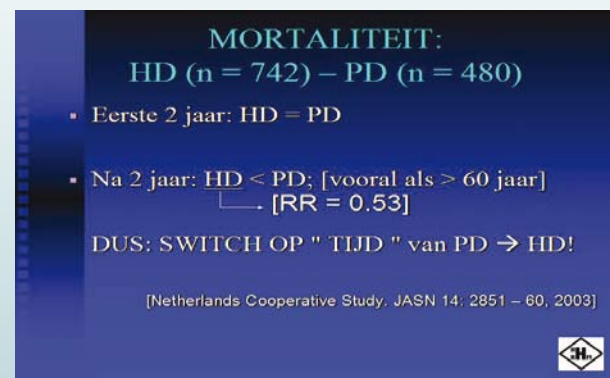 MORTALITEIT:
HD (n = 742) – PD (n = 480)
Eerste 2 jaar: HD = PD
Na 2 jaar: HD < PD; [vooral als > 60 jaar]
[RR = 0.53]
DUS: SWITCH OP " TIJD " van PD → HD!
[Netherlands Cooperative Study. JASN 14: 2851 – 60, 2003]